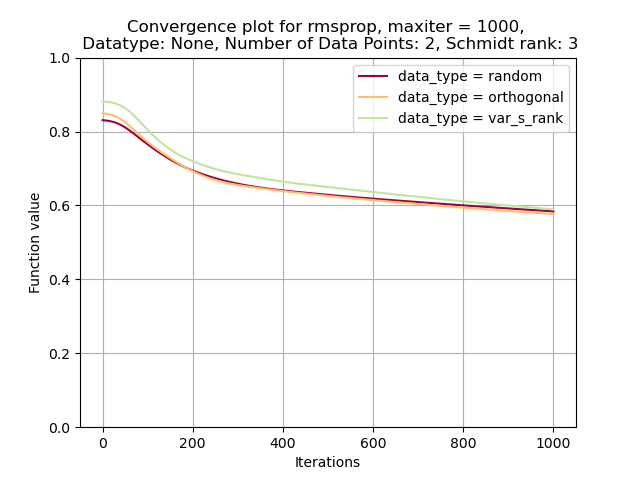 Convergence plot for rmsprop, maxiter = 1000,
Datatype: None, Number of Data Points: 2, Schmidt rank: 3
data_type = random
data_type = orthogonal
data_type = var_s_rank
Function value
1.0
0.8
0.6
0.4
0.2
0.0
0 200 400 600 800 1000
Iterations